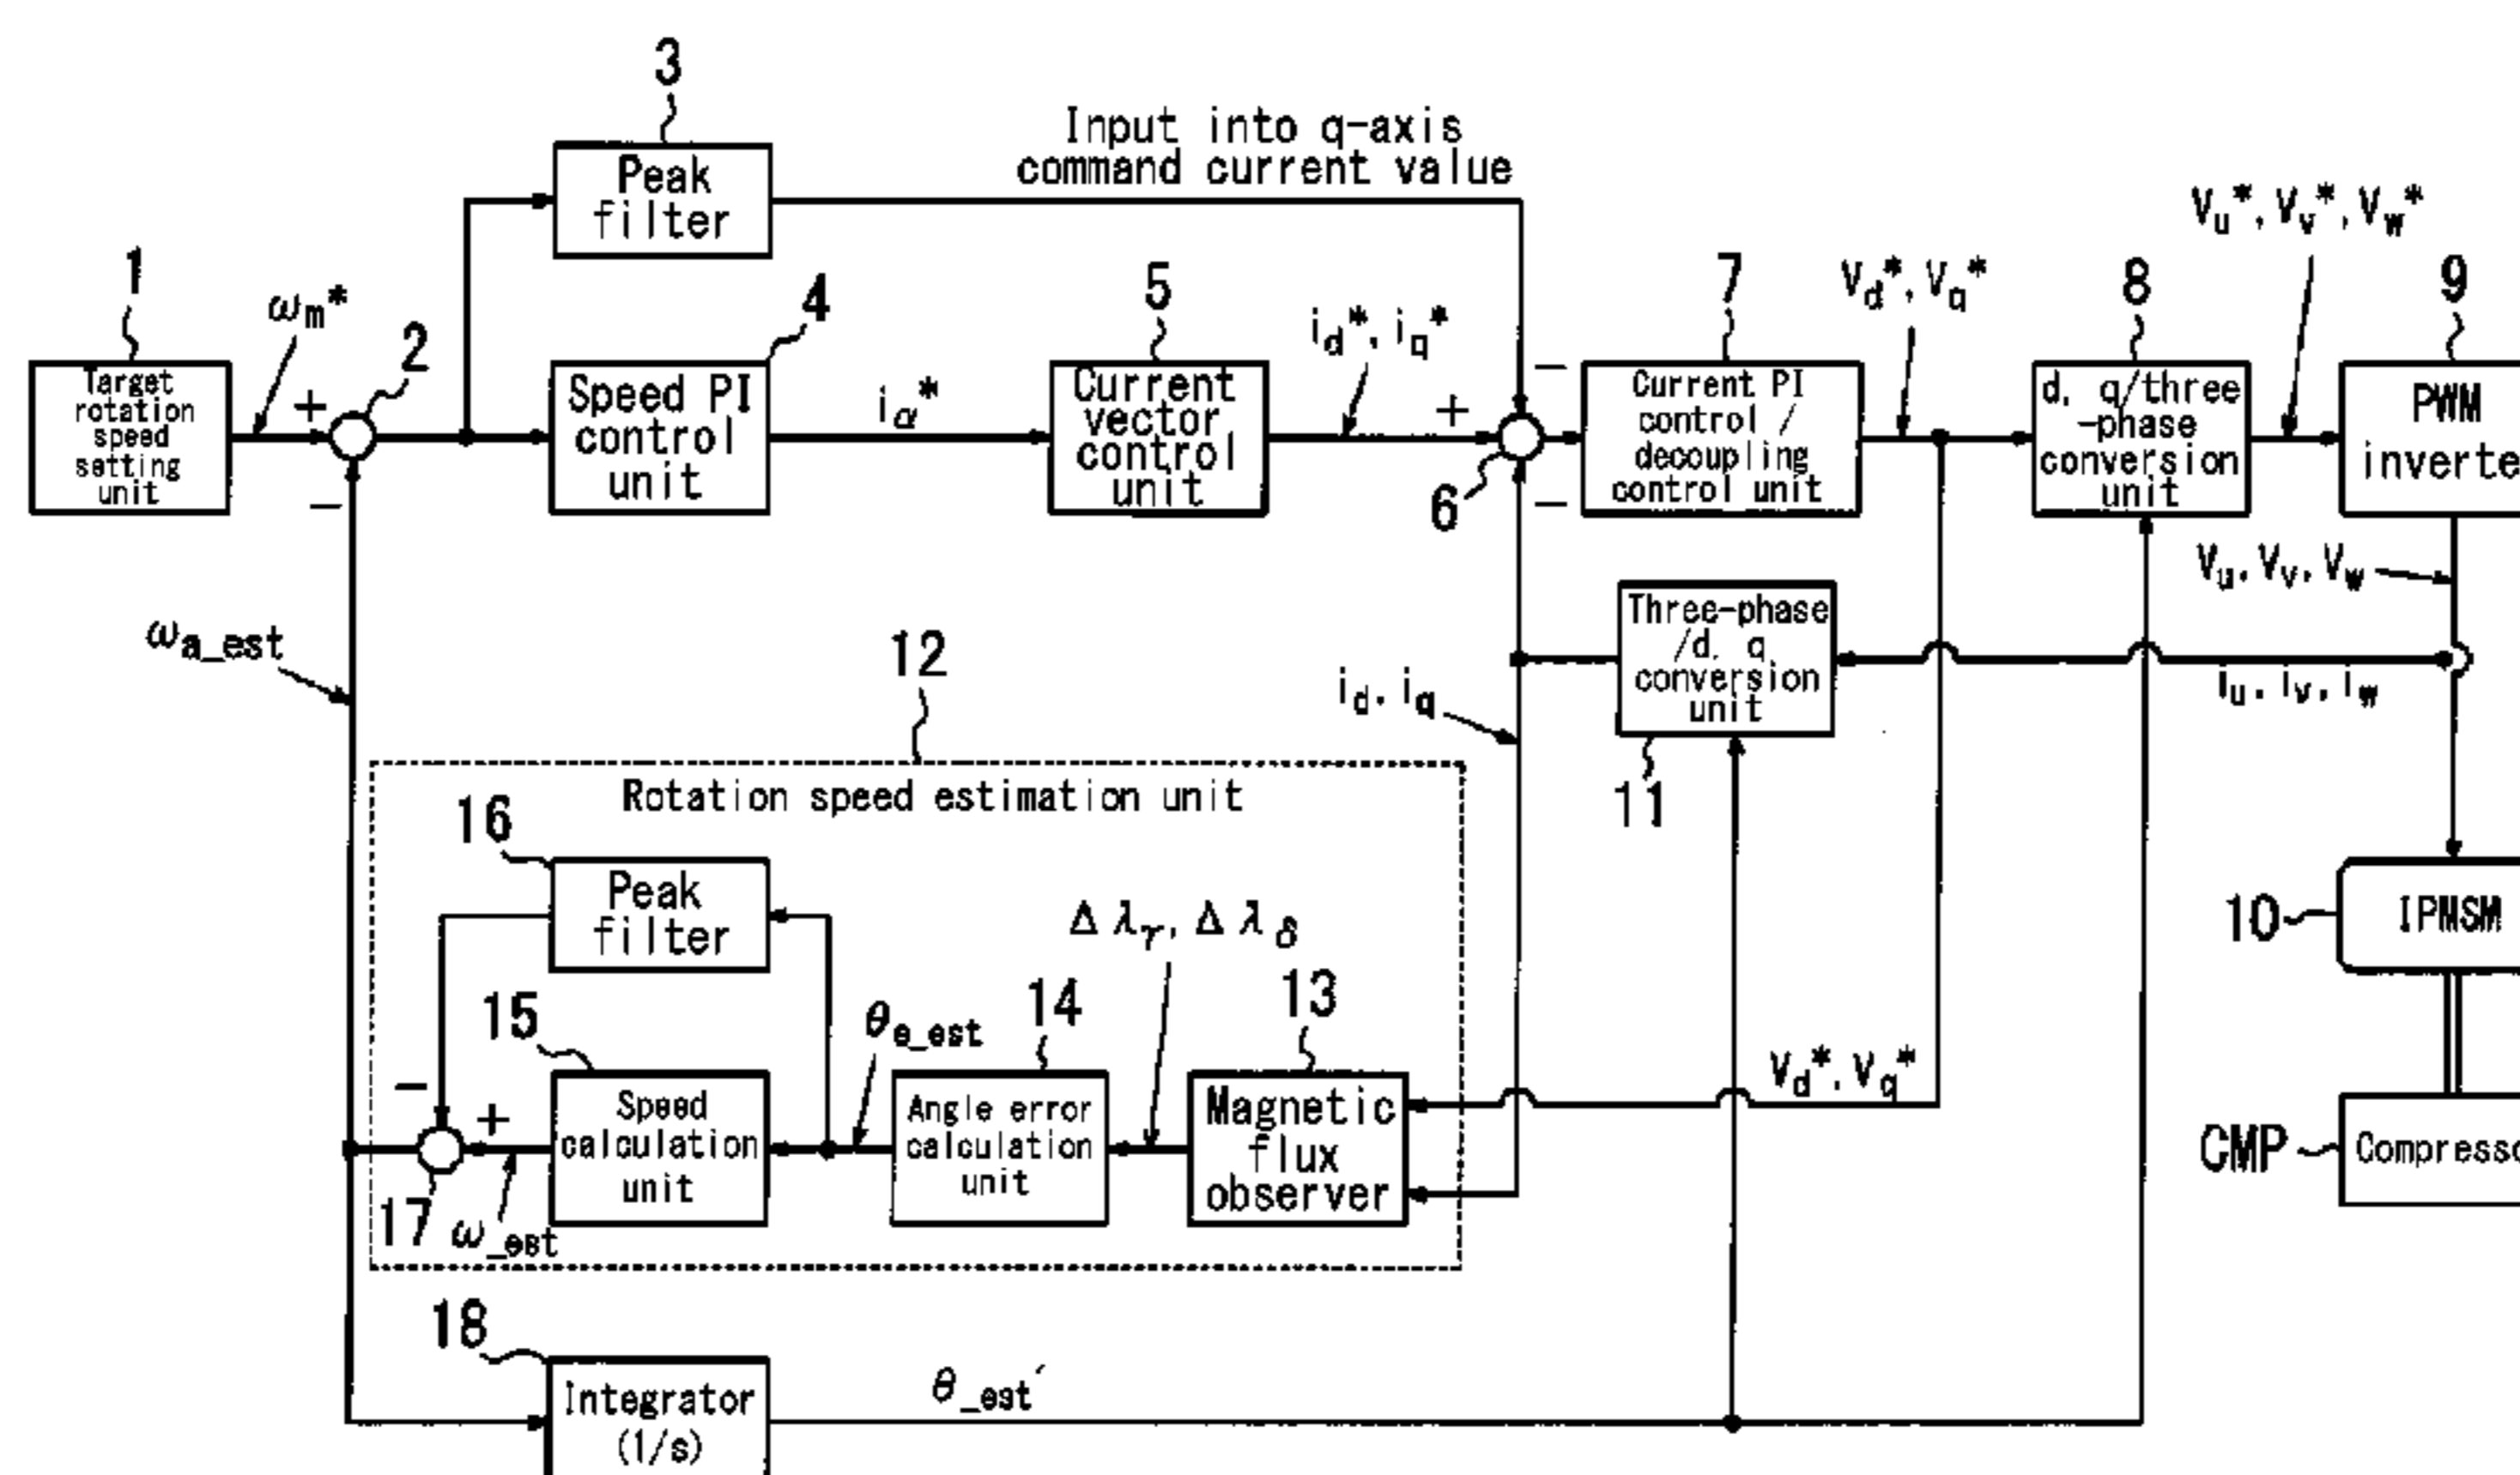 3
Input into q-axis
command current value
Peak
filter
Vu*, Vv*, Vw*
1
ωm*
2
4
5
id*, iq*
7
Vd*, Vq*
8
9
Target
rotation
speed
setting
unit
+
−
Speed PI
control
unit
iα*
Current
vector
control
unit
+
−
−
6
Current PI
control /
decoupling
control unit
d, q/three
-phase
conversion
unit
PWM
inverte
Vu, Vv, Vw
ωa_est
12
id, iq
Three-phase
/d, q
conversion
unit
11
iu, iv, iw
Rotation speed estimation unit
16
Peak
filter
Δλγ, Δλδ
10
IPMSM
15
θe_est
14
13
−
+
17
ω_est
Speed
calculation
unit
Angle error
calculation
unit
Magnetic
flux
observer
Vd*, Vq*
CMP
Compresso
18
Integrator
(1/s)
θ_est′